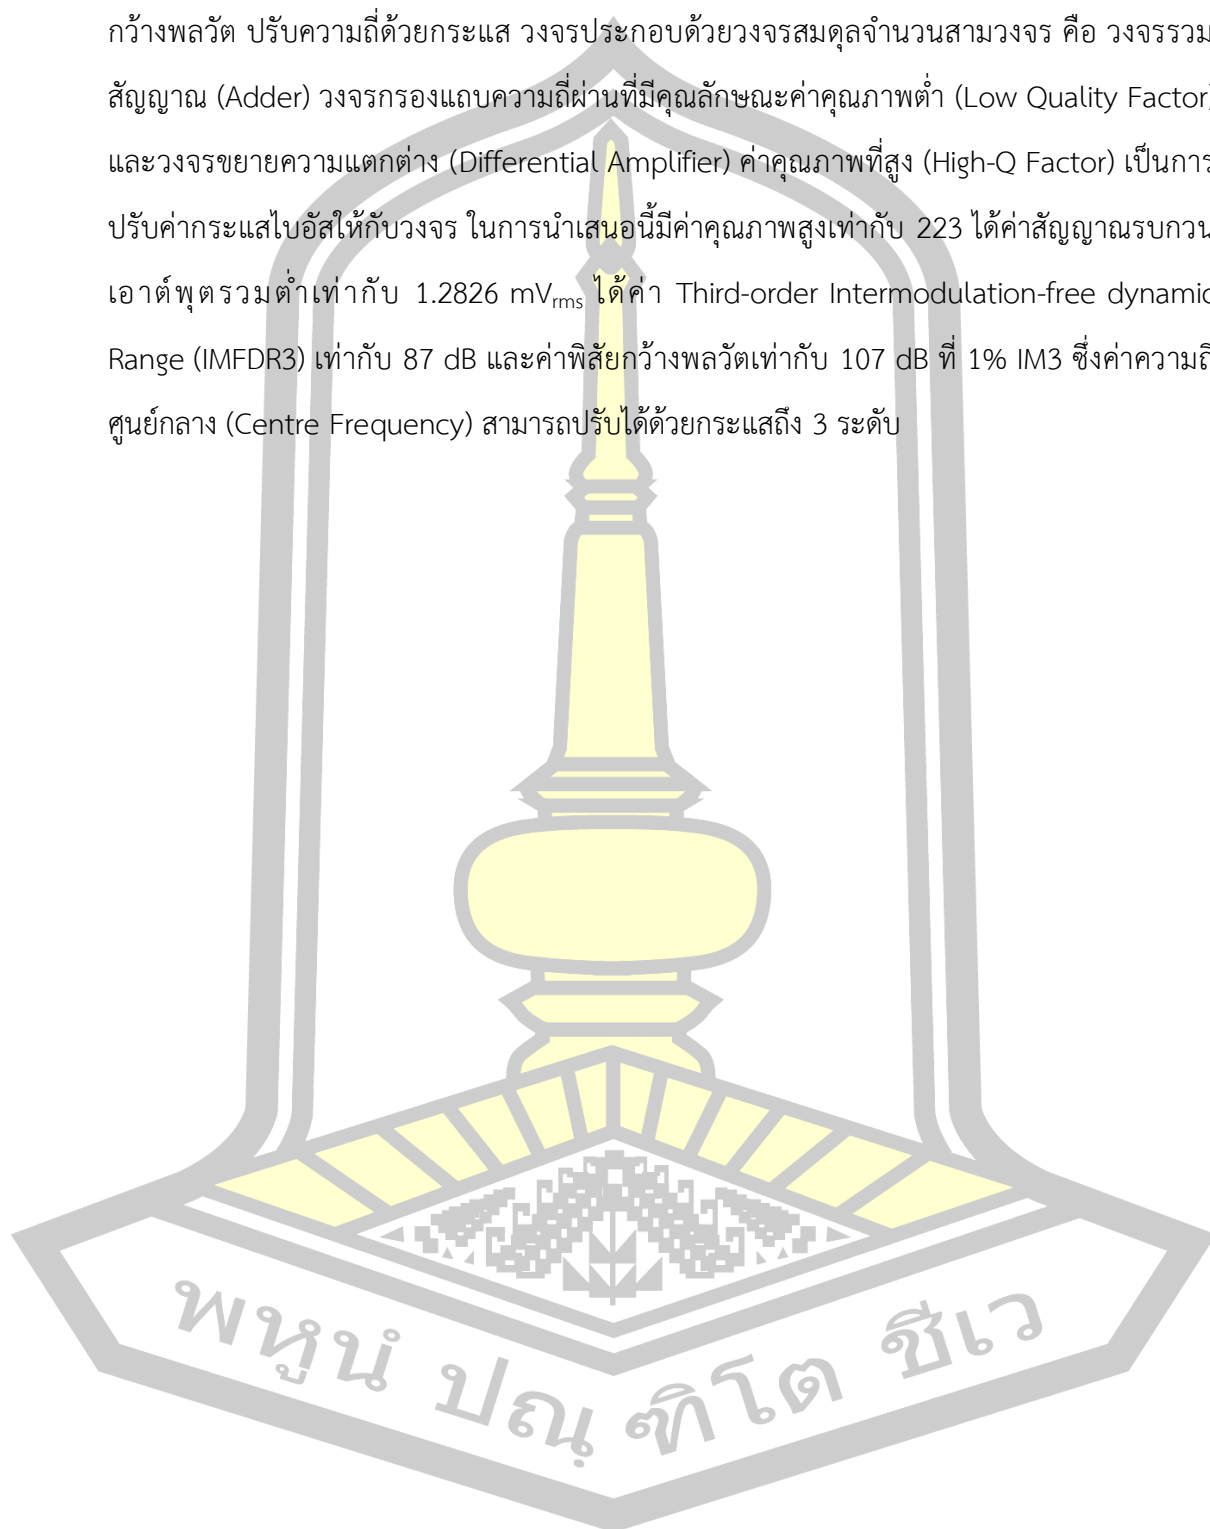 กว้างพลวัต ปรับความถี่ด้วยกระแส วงจรประกอบด้วยวงจรสมดุลจำนวนสามวงจร คือ วงจรรวม
สัญญาณ (Adder) วงจรกรองแถบความถี่ผ่านที่มีคุณลักษณะค่าคุณภาพต่ำ (Low Quality Factor)
และวงจรขยายความแตกต่าง (Differential Amplifier) ค่าคุณภาพที่สูง (High-Q Factor) เป็นการ
ปรับค่ากระแสไบอัสให้กับวงจร ในการนำเสนอนี้มีค่าคุณภาพสูงเท่ากับ 223 ได้ค่าสัญญาณรบกวน
เอาต์พุตรวมต่ำเท่ากับ 1.2826 mVrms ได้ค่า Third-order Intermodulation-free dynamic
Range (IMFDR3) เท่ากับ 87 dB และค่าพิสัยกว้างพลวัตเท่ากับ 107 dB ที่ 1% IM3 ซึ่งค่าความถี่
ศูนย์กลาง (Centre Frequency) สามารถปรับได้ด้วยกระแสถึง 3 ระดับ
พหูนํ ปณฺฑิโต ชีเว